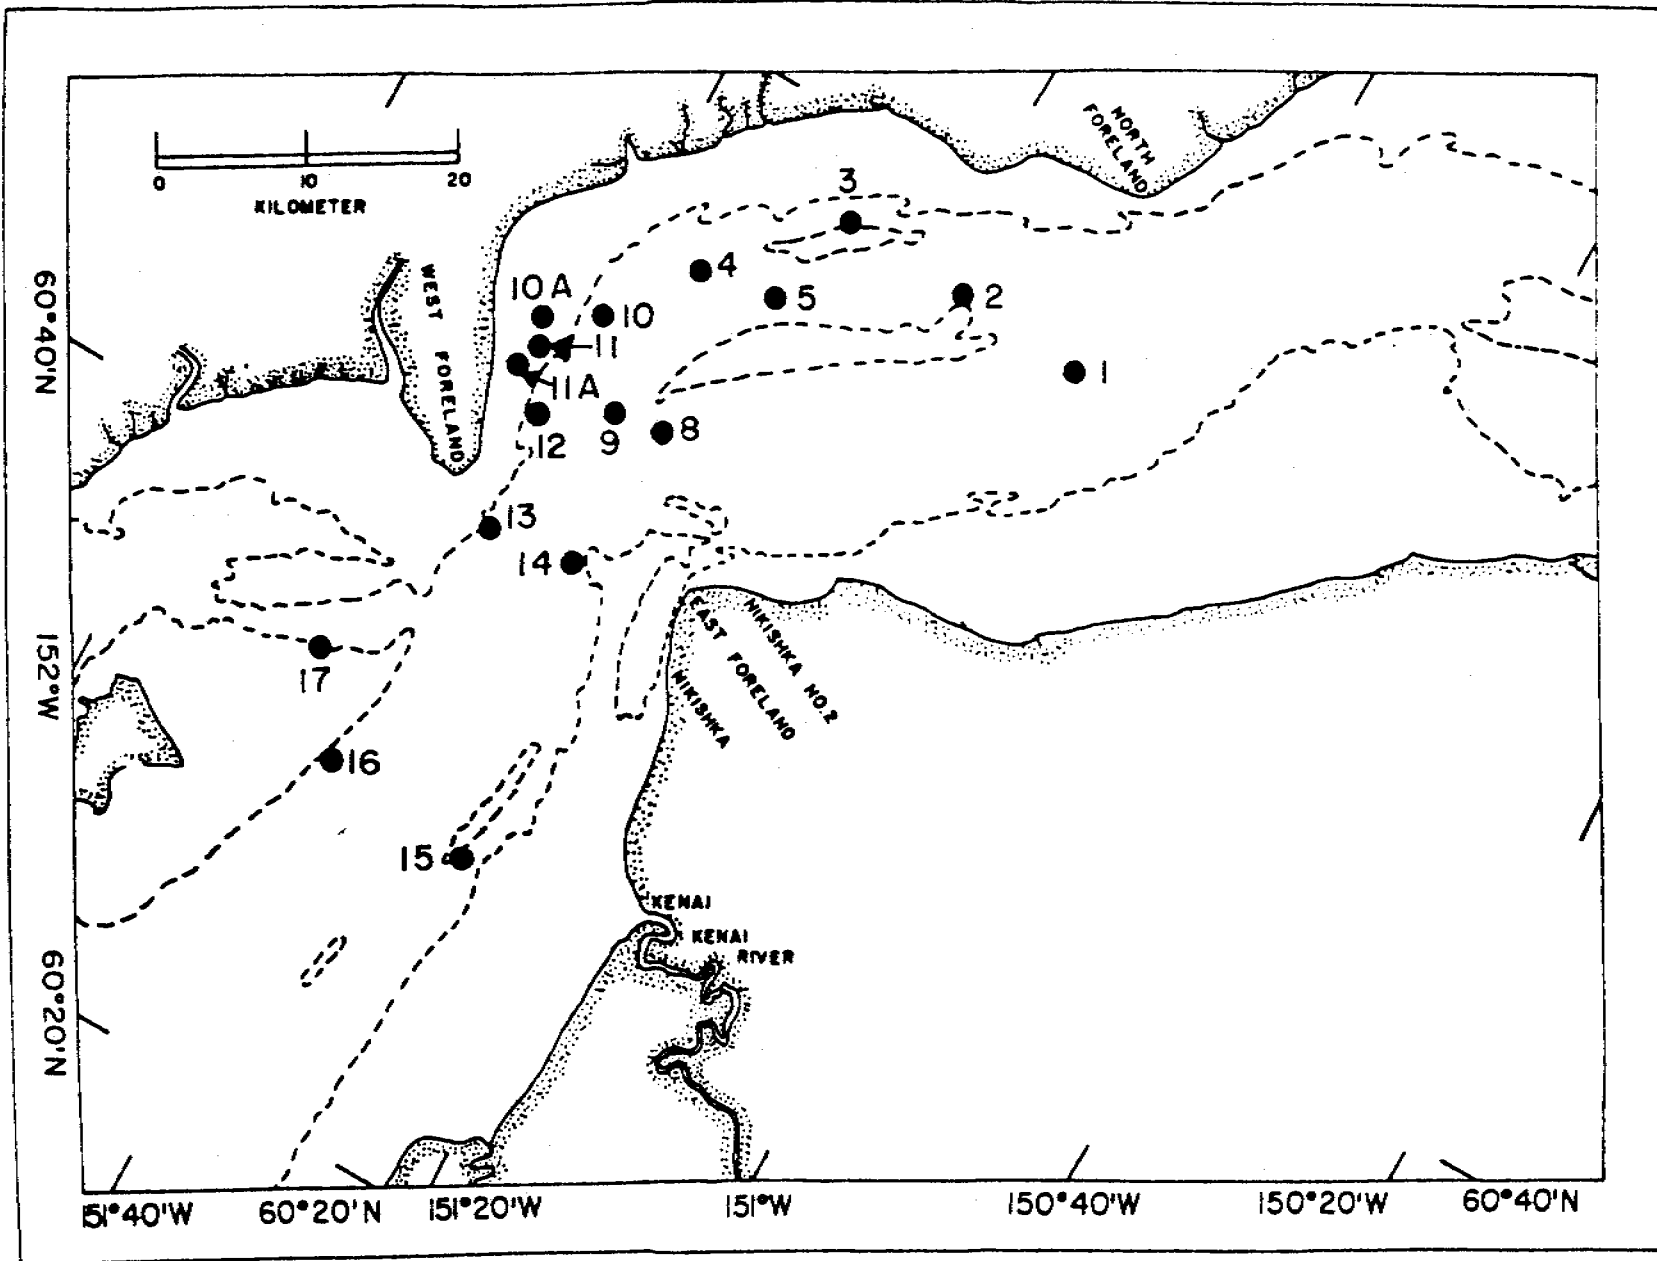 NORTH
FORELAND
0 10 20
KILOMETER
3
4
5
2
WEST FORELAND
10A
10
11
11A
1
12
9
8
13
14
60°40'N
EAST FORELAND
NIKISHKA NO.2
NIKISHKA
17
152°W
16
15
KENAI
KENAI
RIVER
60°20'N
151°40'W 60°20'N 151°20'W 151°W 150°40'W 150°20'W 60°40'N